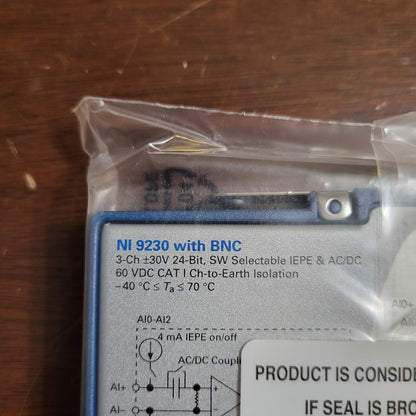 NI 9230 with BNC
3-Ch ±30V 24-Bit, SW Selectable IEPE & AC/DC
60 VDC CAT I Ch-to-Earth Isolation
−40 °C ≤ Ta ≤ 70 °C
AI0-AI2
4 mA IEPE on/off
AC/DC Coupli
AI+
AI−
AI0+
PRODUCT IS CONSIDE
IF SEAL IS BRO